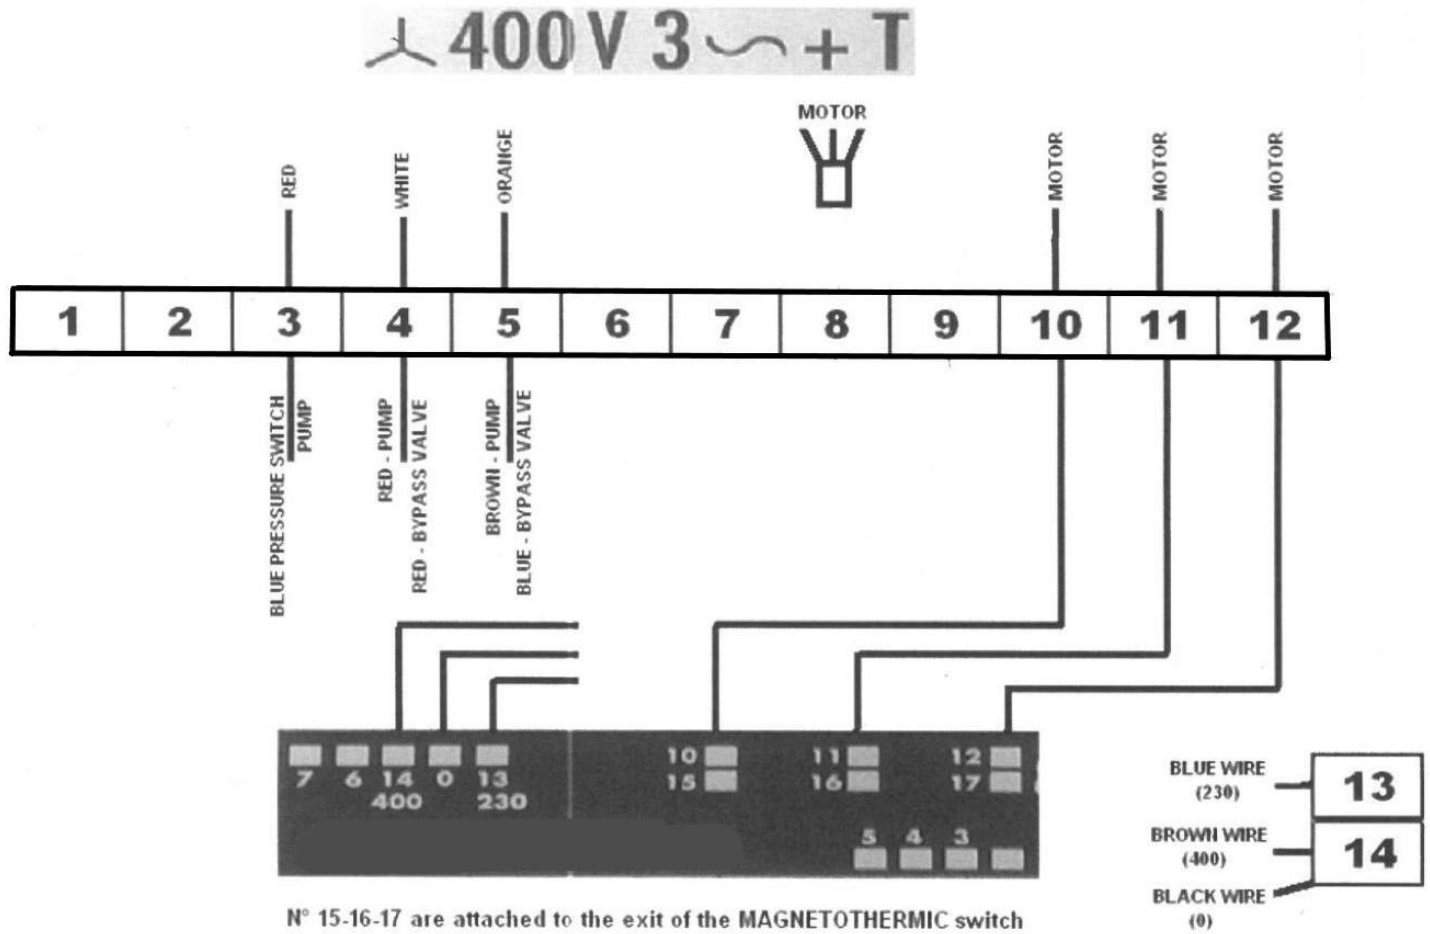 400 V 3 ~ + T
MOTOR
RED
WHITE
ORANGE
MOTOR
MOTOR
MOTOR
1 2 3 4 5 6 7 8 9 10 11 12
BLUE PRESSURE SWITCH
PUMP
RED - PUMP
RED - BYPASS VALVE
BROWN - PUMP
BLUE - BYPASS VALVE
10 11 12
7 6 14 0 13 15 16 17
400 230
5 4 3
BLUE WIRE
(230)
13
BROWN WIRE
(400)
14
BLACK WIRE
(0)
N° 15-16-17 are attached to the exit of the MAGNETOTHERMIC switch